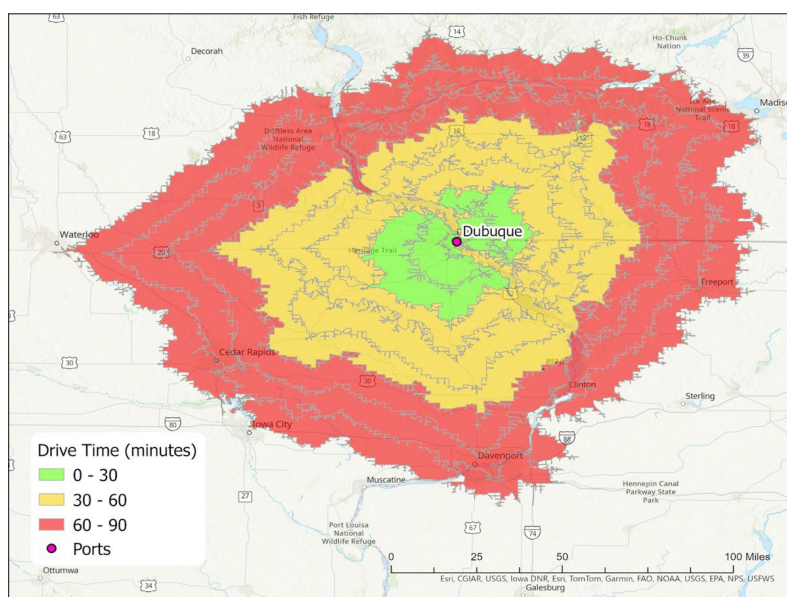 63
Fish Refuge
14
Ho-Chunk
Nation
Decorah
39
Ice Age
National Scenic
Trail
Madis
63
18
18
18
151
Driftless Area
National
Wildlife Refuge
3
Waterloo
20
Heritage Trail
Dubuque
Freeport
52
30
Cedar Rapids
30
Clinton
Sterling
80
Iowa City
88
Davenport
Drive Time (minutes)
0 - 30
30 - 60
60 - 90
Ports
Muscatine
Hennepin Canal
Parkway State
Park
27
Port Louisa
National
Wildlife Refuge
67
74
0
25
50
100 Miles
Ottumwa
34
Esri, CGIAR, USGS, Iowa DNR, Esri, TomTom, Garmin, FAO, NOAA, USGS, EPA, NPS, USFWS
Galesburg